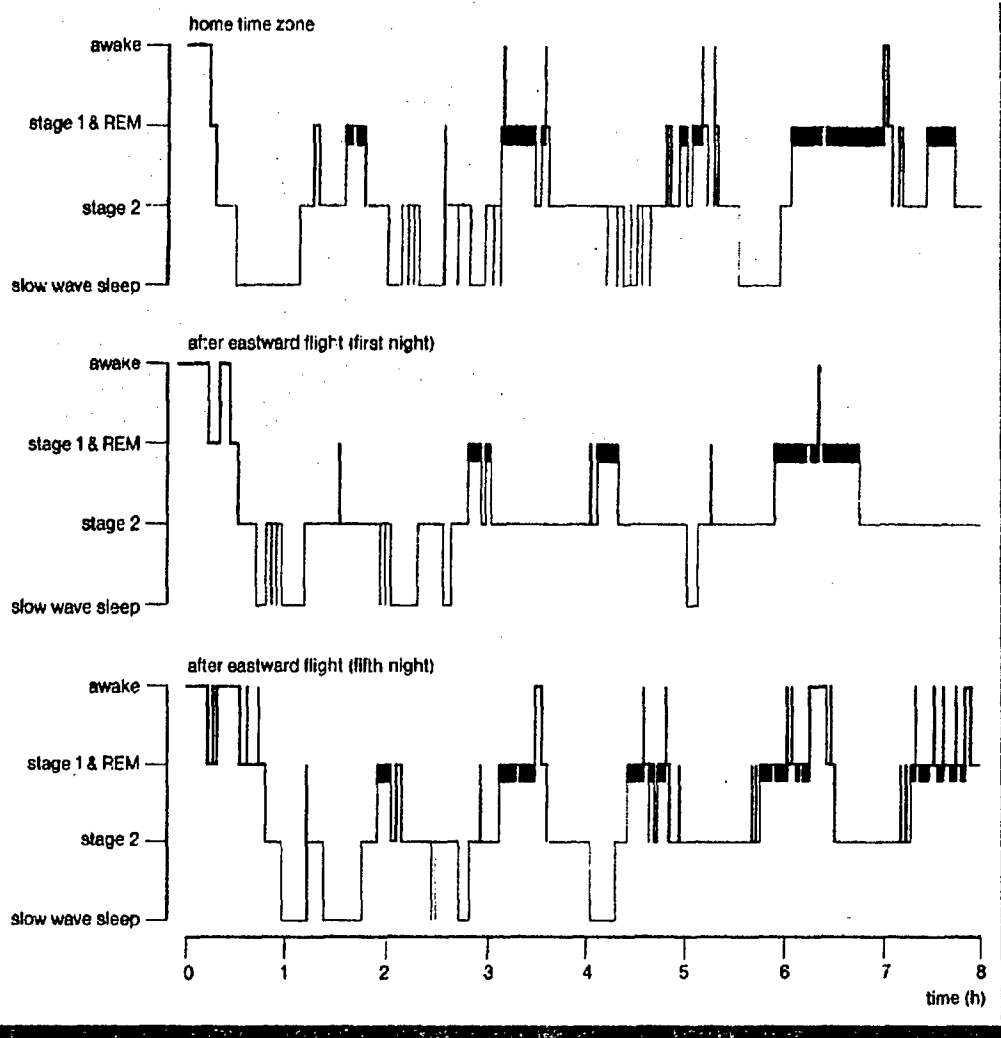 home time zone
awake
stage 1 & REM
stage 2
slow wave sleep
after eastward flight (first night)
awake
stage 1 & REM
stage 2
slow wave sleep
after eastward flight (fifth night)
awake
stage 1 & REM
stage 2
slow wave sleep
0 1 2 3 4 5 6 7 8
time (h)